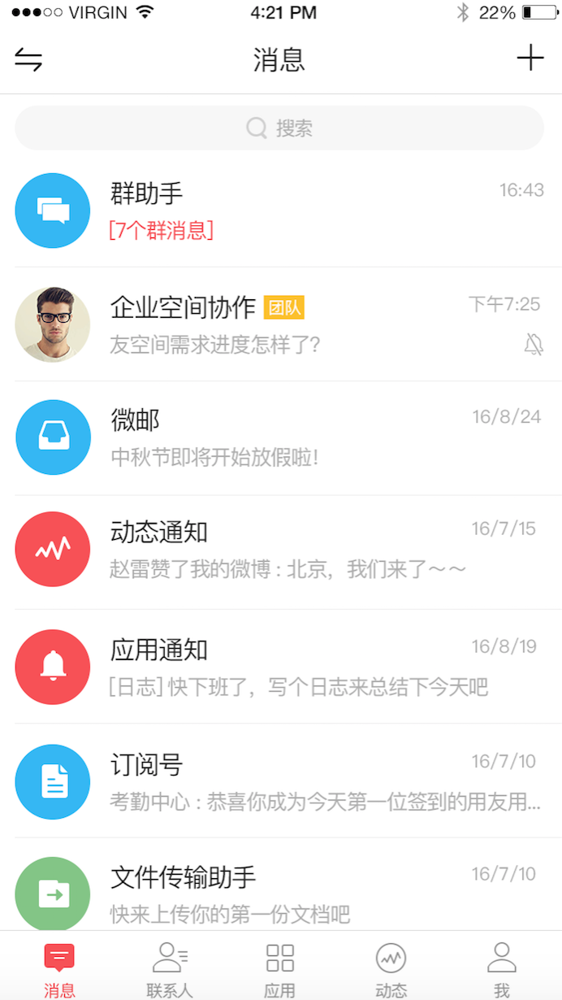 VIRGIN 4:21 PM 22%
消息
搜索
群助手 16:43
[7个群消息]
企业空间协作 团队 下午7:25
友空间需求进度怎样了?
微邮 16/8/24
中秋节即将开始放假啦!
动态通知 16/7/15
赵雷赞了我的微博：北京，我们来了～～
应用通知 16/8/19
[日志] 快下班了，写个日志来总结下今天吧
订阅号 16/7/10
考勤中心：恭喜你成为今天第一位签到的用友用...
文件传输助手 16/7/10
快来上传你的第一份文档吧
消息 联系人 应用 动态 我